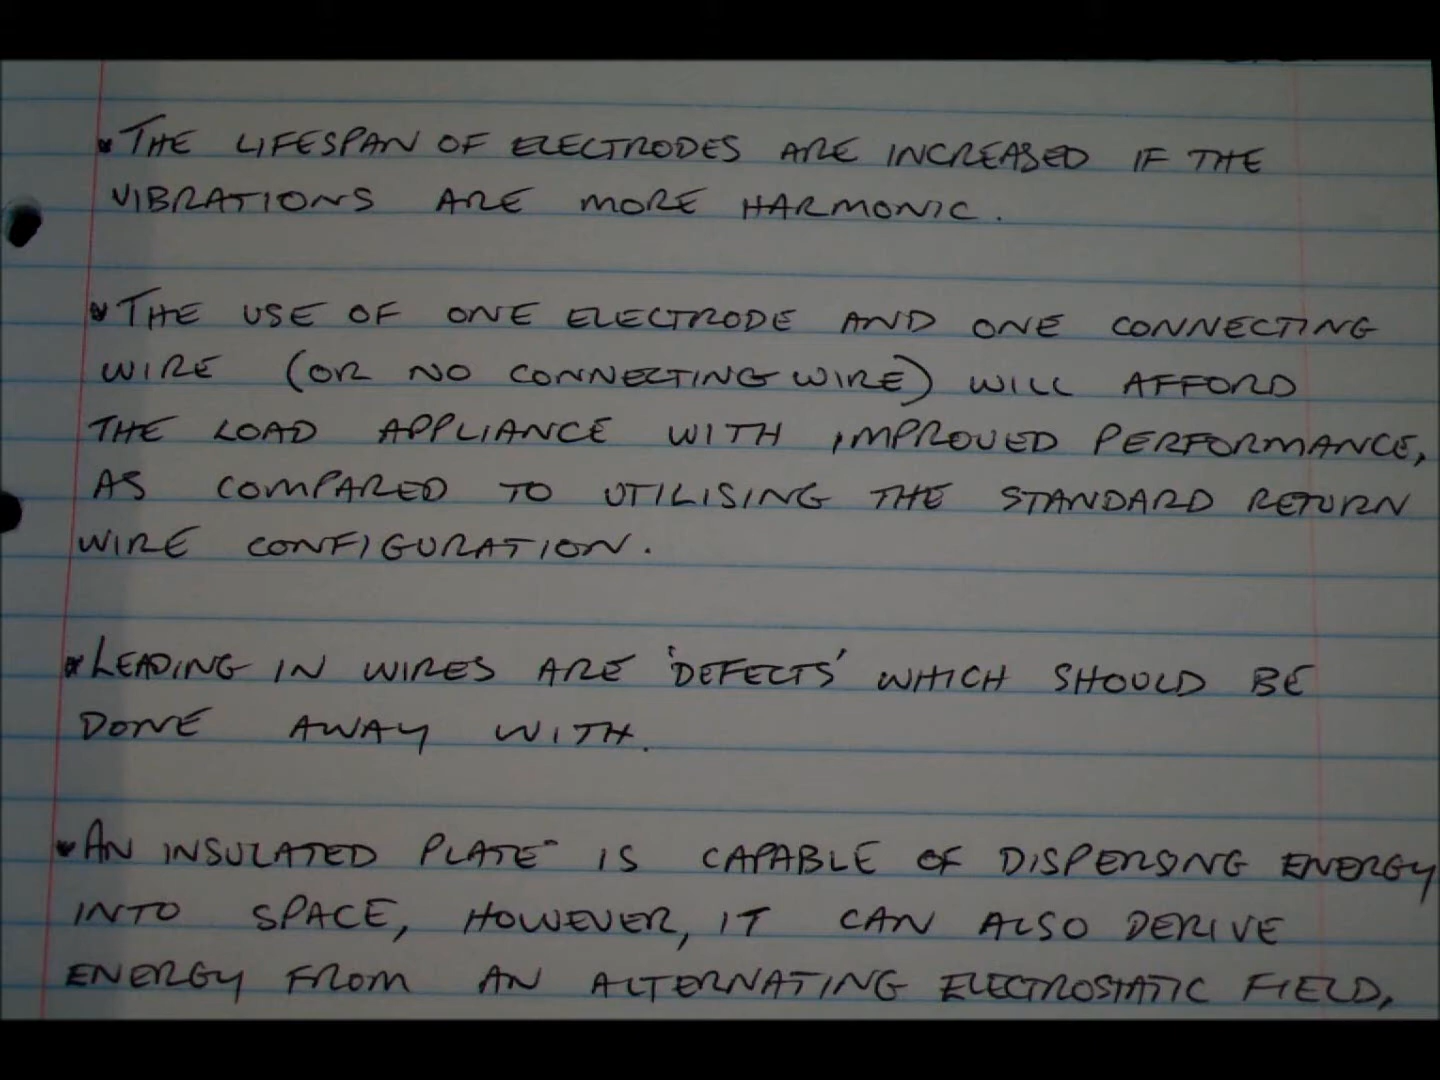 • THE LIFESPAN OF ELECTRODES ARE INCREASED IF THE
VIBRATIONS ARE MORE HARMONIC.
• THE USE OF ONE ELECTRODE AND ONE CONNECTING
WIRE (OR NO CONNECTING WIRE) WILL AFFORD
THE LOAD APPLIANCE WITH IMPROVED PERFORMANCE,
AS COMPARED TO UTILISING THE STANDARD RETURN
WIRE CONFIGURATION.
• LEADING IN WIRES ARE 'DEFECTS' WHICH SHOULD BE
DONE AWAY WITH.
• AN INSULATED PLATE IS CAPABLE OF DISPERSING ENERGY
INTO SPACE, HOWEVER, IT CAN ALSO DERIVE
ENERGY FROM AN ALTERNATING ELECTROSTATIC FIELD,